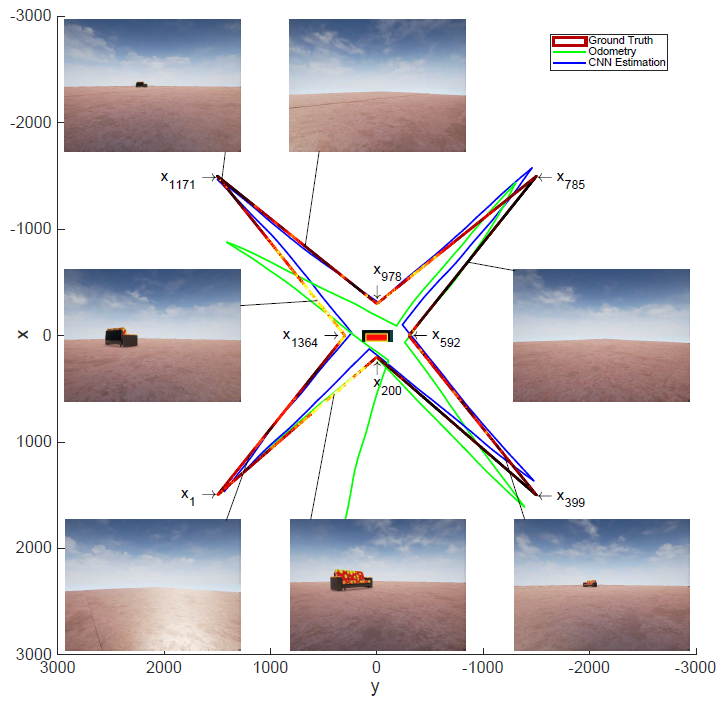 -3000
Ground Truth
Odometry
CNN Estimation
-2000
x1171
x785
-1000
x978
x
0
x1364
x592
x200
1000
x1
x399
2000
3000
3000
2000
1000
0
-1000
-2000
-3000
y